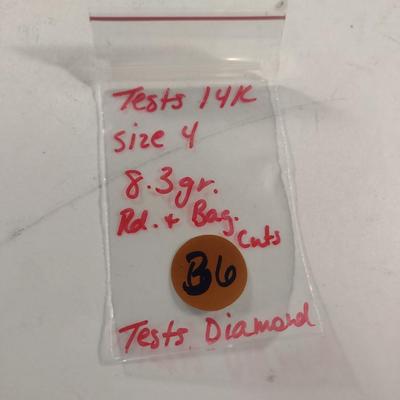 Tests 14K
size 4
8.3gr.
Rd. + Bag.
Cuts
B6
Tests Diamond